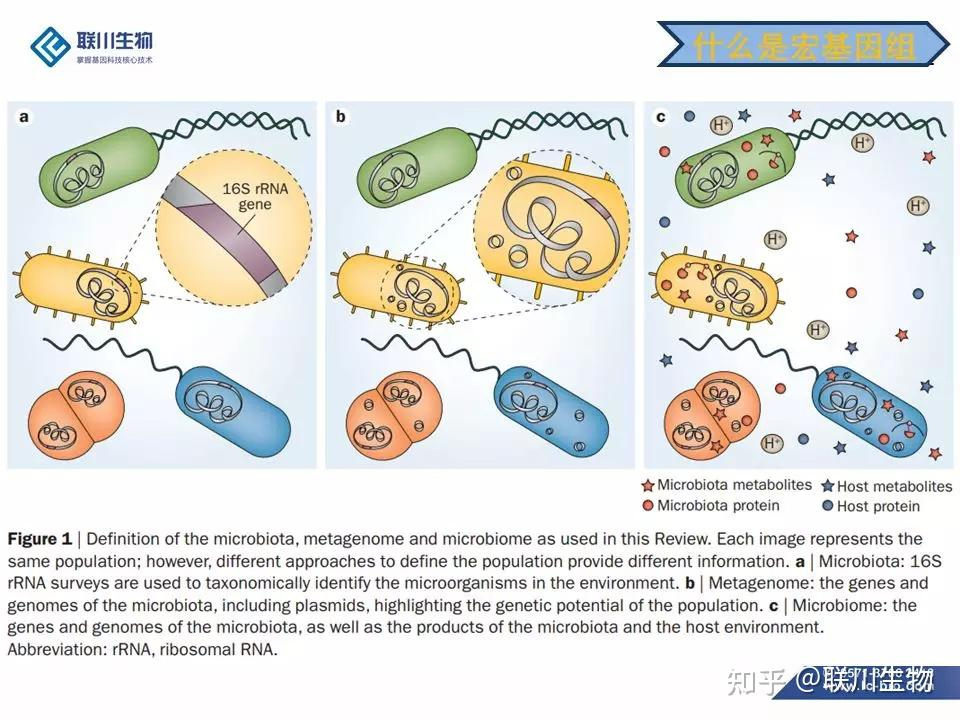 联川生物
掌握基因科技核心技术
什么是宏基因组
a
b
c
16S rRNA
gene
H+
H+
H+
H+
H+
H+
Microbiota metabolites
Host metabolites
Microbiota protein
Host protein
Figure 1 | Definition of the microbiota, metagenome and microbiome as used in this Review. Each image represents the
same population; however, different approaches to define the population provide different information. a | Microbiota: 16S
rRNA surveys are used to taxonomically identify the microorganisms in the environment. b | Metagenome: the genes and
genomes of the microbiota, including plasmids, highlighting the genetic potential of the population. c | Microbiome: the
genes and genomes of the microbiota, as well as the products of the microbiota and the host environment.
Abbreviation: rRNA, ribosomal RNA.
知乎 @联川生物
www.lc-bio.com